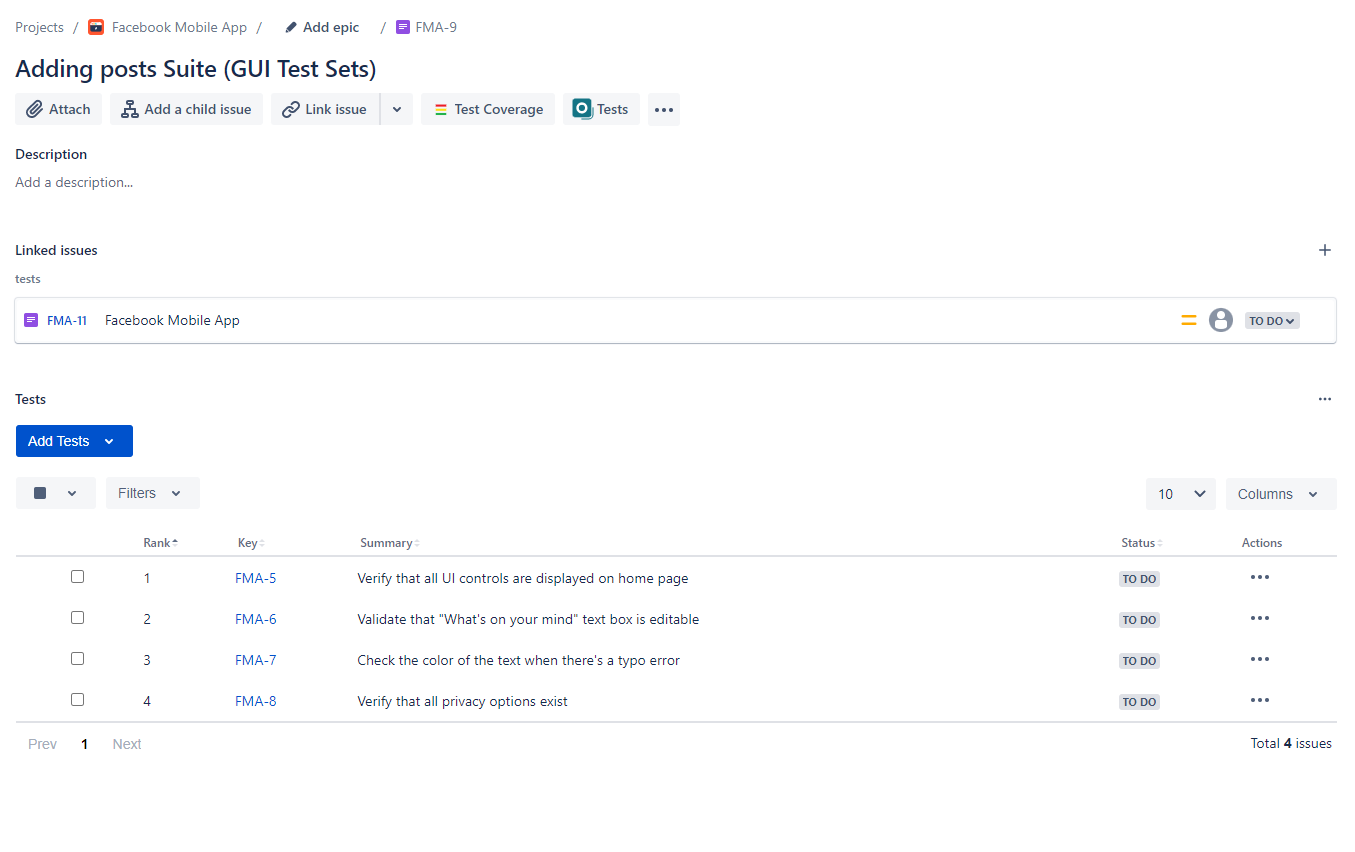 Projects / Facebook Mobile App / Add epic / FMA-9
Adding posts Suite (GUI Test Sets)
Attach Add a child issue Link issue Test Coverage Tests
Description
Add a description...
Linked issues
tests
FMA-11 Facebook Mobile App TO DO
Tests
Add Tests
Filters 10 Columns
Rank Key Summary Status Actions
1 FMA-5 Verify that all UI controls are displayed on home page TO DO
2 FMA-6 Validate that "What's on your mind" text box is editable TO DO
3 FMA-7 Check the color of the text when there's a typo error TO DO
4 FMA-8 Verify that all privacy options exist TO DO
Prev 1 Next Total 4 issues